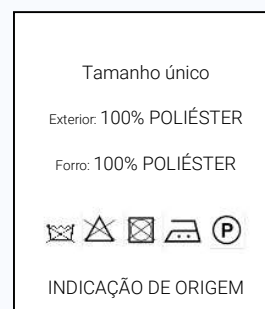 Tamanho único
Exterior: 100% POLIÉSTER
Forro: 100% POLIÉSTER
P
INDICAÇÃO DE ORIGEM